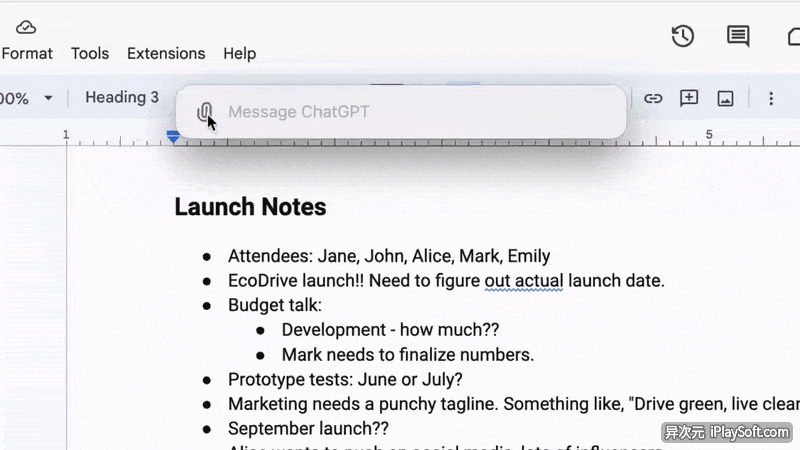 Format Tools Extensions Help
00% Heading 3
Message ChatGPT
1 5
Launch Notes
● Attendees: Jane, John, Alice, Mark, Emily
● EcoDrive launch!! Need to figure out actual launch date.
● Budget talk:
● Development - how much??
● Mark needs to finalize numbers.
● Prototype tests: June or July?
● Marketing needs a punchy tagline. Something like, "Drive green, live clear
● September launch??
异次元 iPlaySoft.com